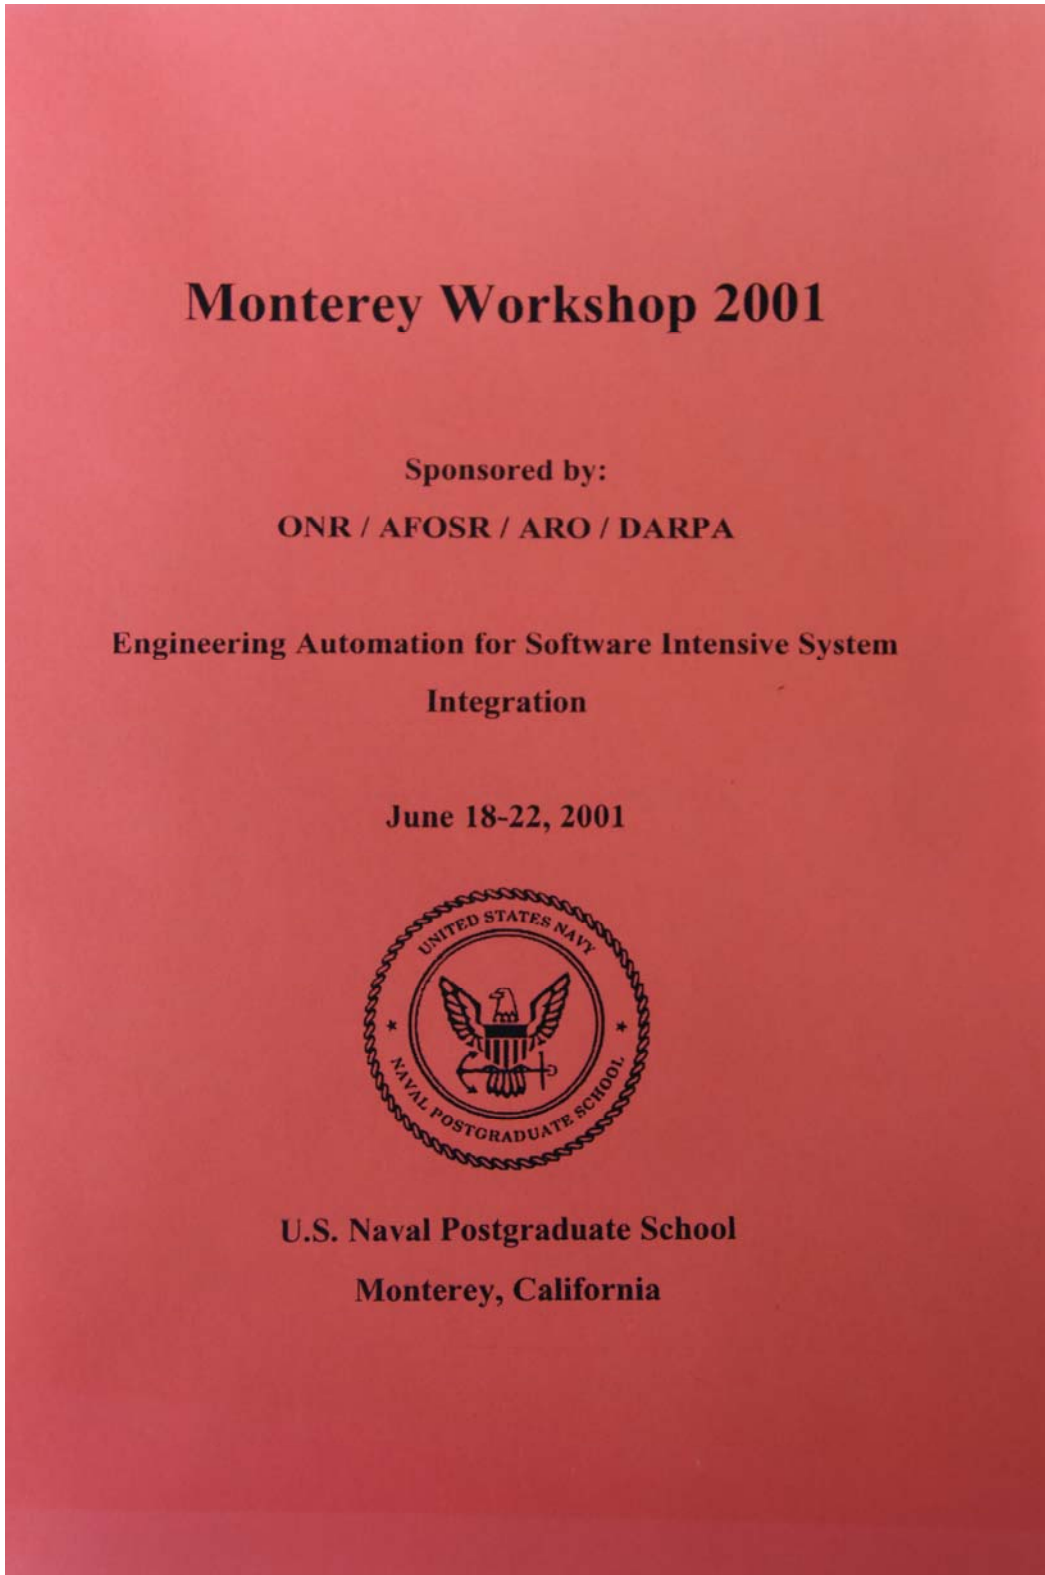 Monterey Workshop 2001
Sponsored by:
ONR / AFOSR / ARO / DARPA
Engineering Automation for Software Intensive System
Integration
June 18-22, 2001
UNITED STATES NAVY
NAVAL POSTGRADUATE SCHOOL
U.S. Naval Postgraduate School
Monterey, California